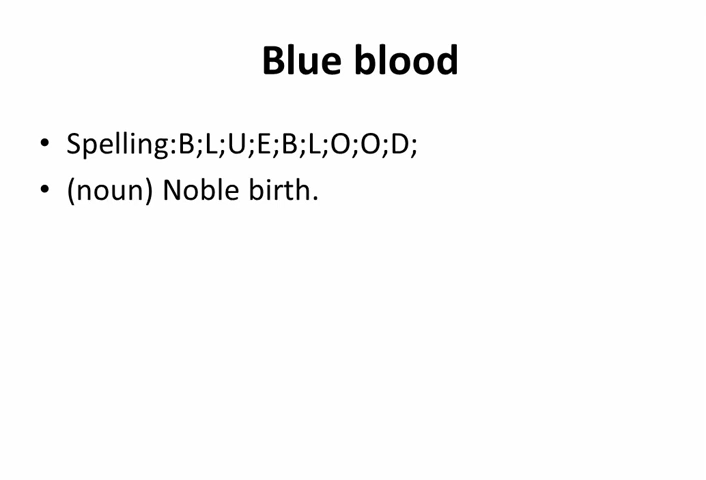 Blue blood
• Spelling:B;L;U;E;B;L;O;O;D;
• (noun) Noble birth.